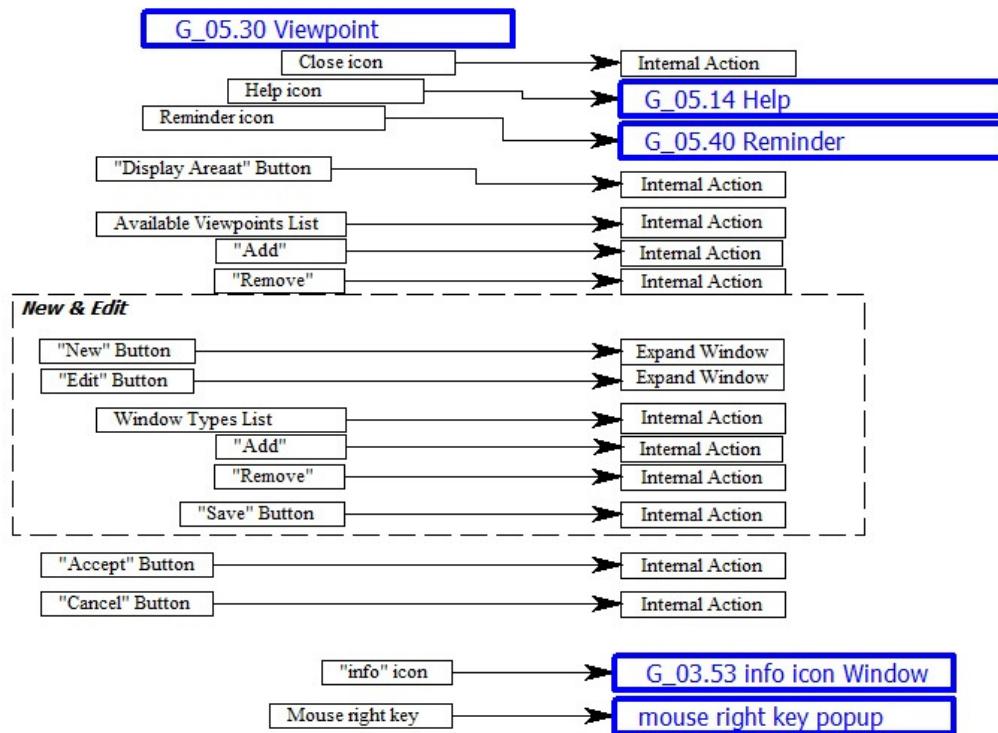 G_05.30 Viewpoint
Close icon
Internal Action
Help icon
G_05.14 Help
Reminder icon
G_05.40 Reminder
"Display Areaat" Button
Internal Action
Available Viewpoints List
Internal Action
"Add"
Internal Action
"Remove"
Internal Action
New & Edit
"New" Button
Expand Window
"Edit" Button
Expand Window
Window Types List
Internal Action
"Add"
Internal Action
"Remove"
Internal Action
"Save" Button
Internal Action
"Accept" Button
Internal Action
"Cancel" Button
Internal Action
"info" icon
G_03.53 info icon Window
Mouse right key
mouse right key popup